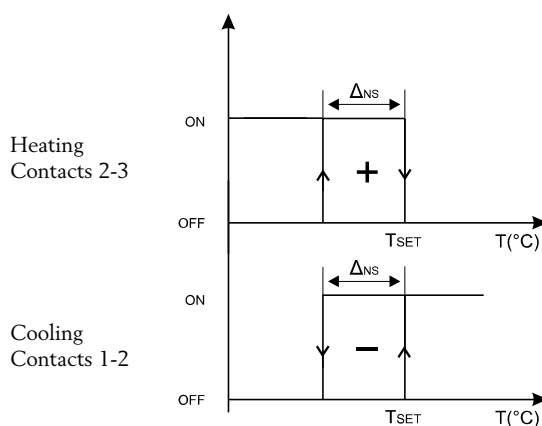 ΔNS
ON
Heating
Contacts 2-3
+
OFF
TSET
T(°C)
ΔNS
ON
Cooling
Contacts 1-2
−
OFF
TSET
T(°C)